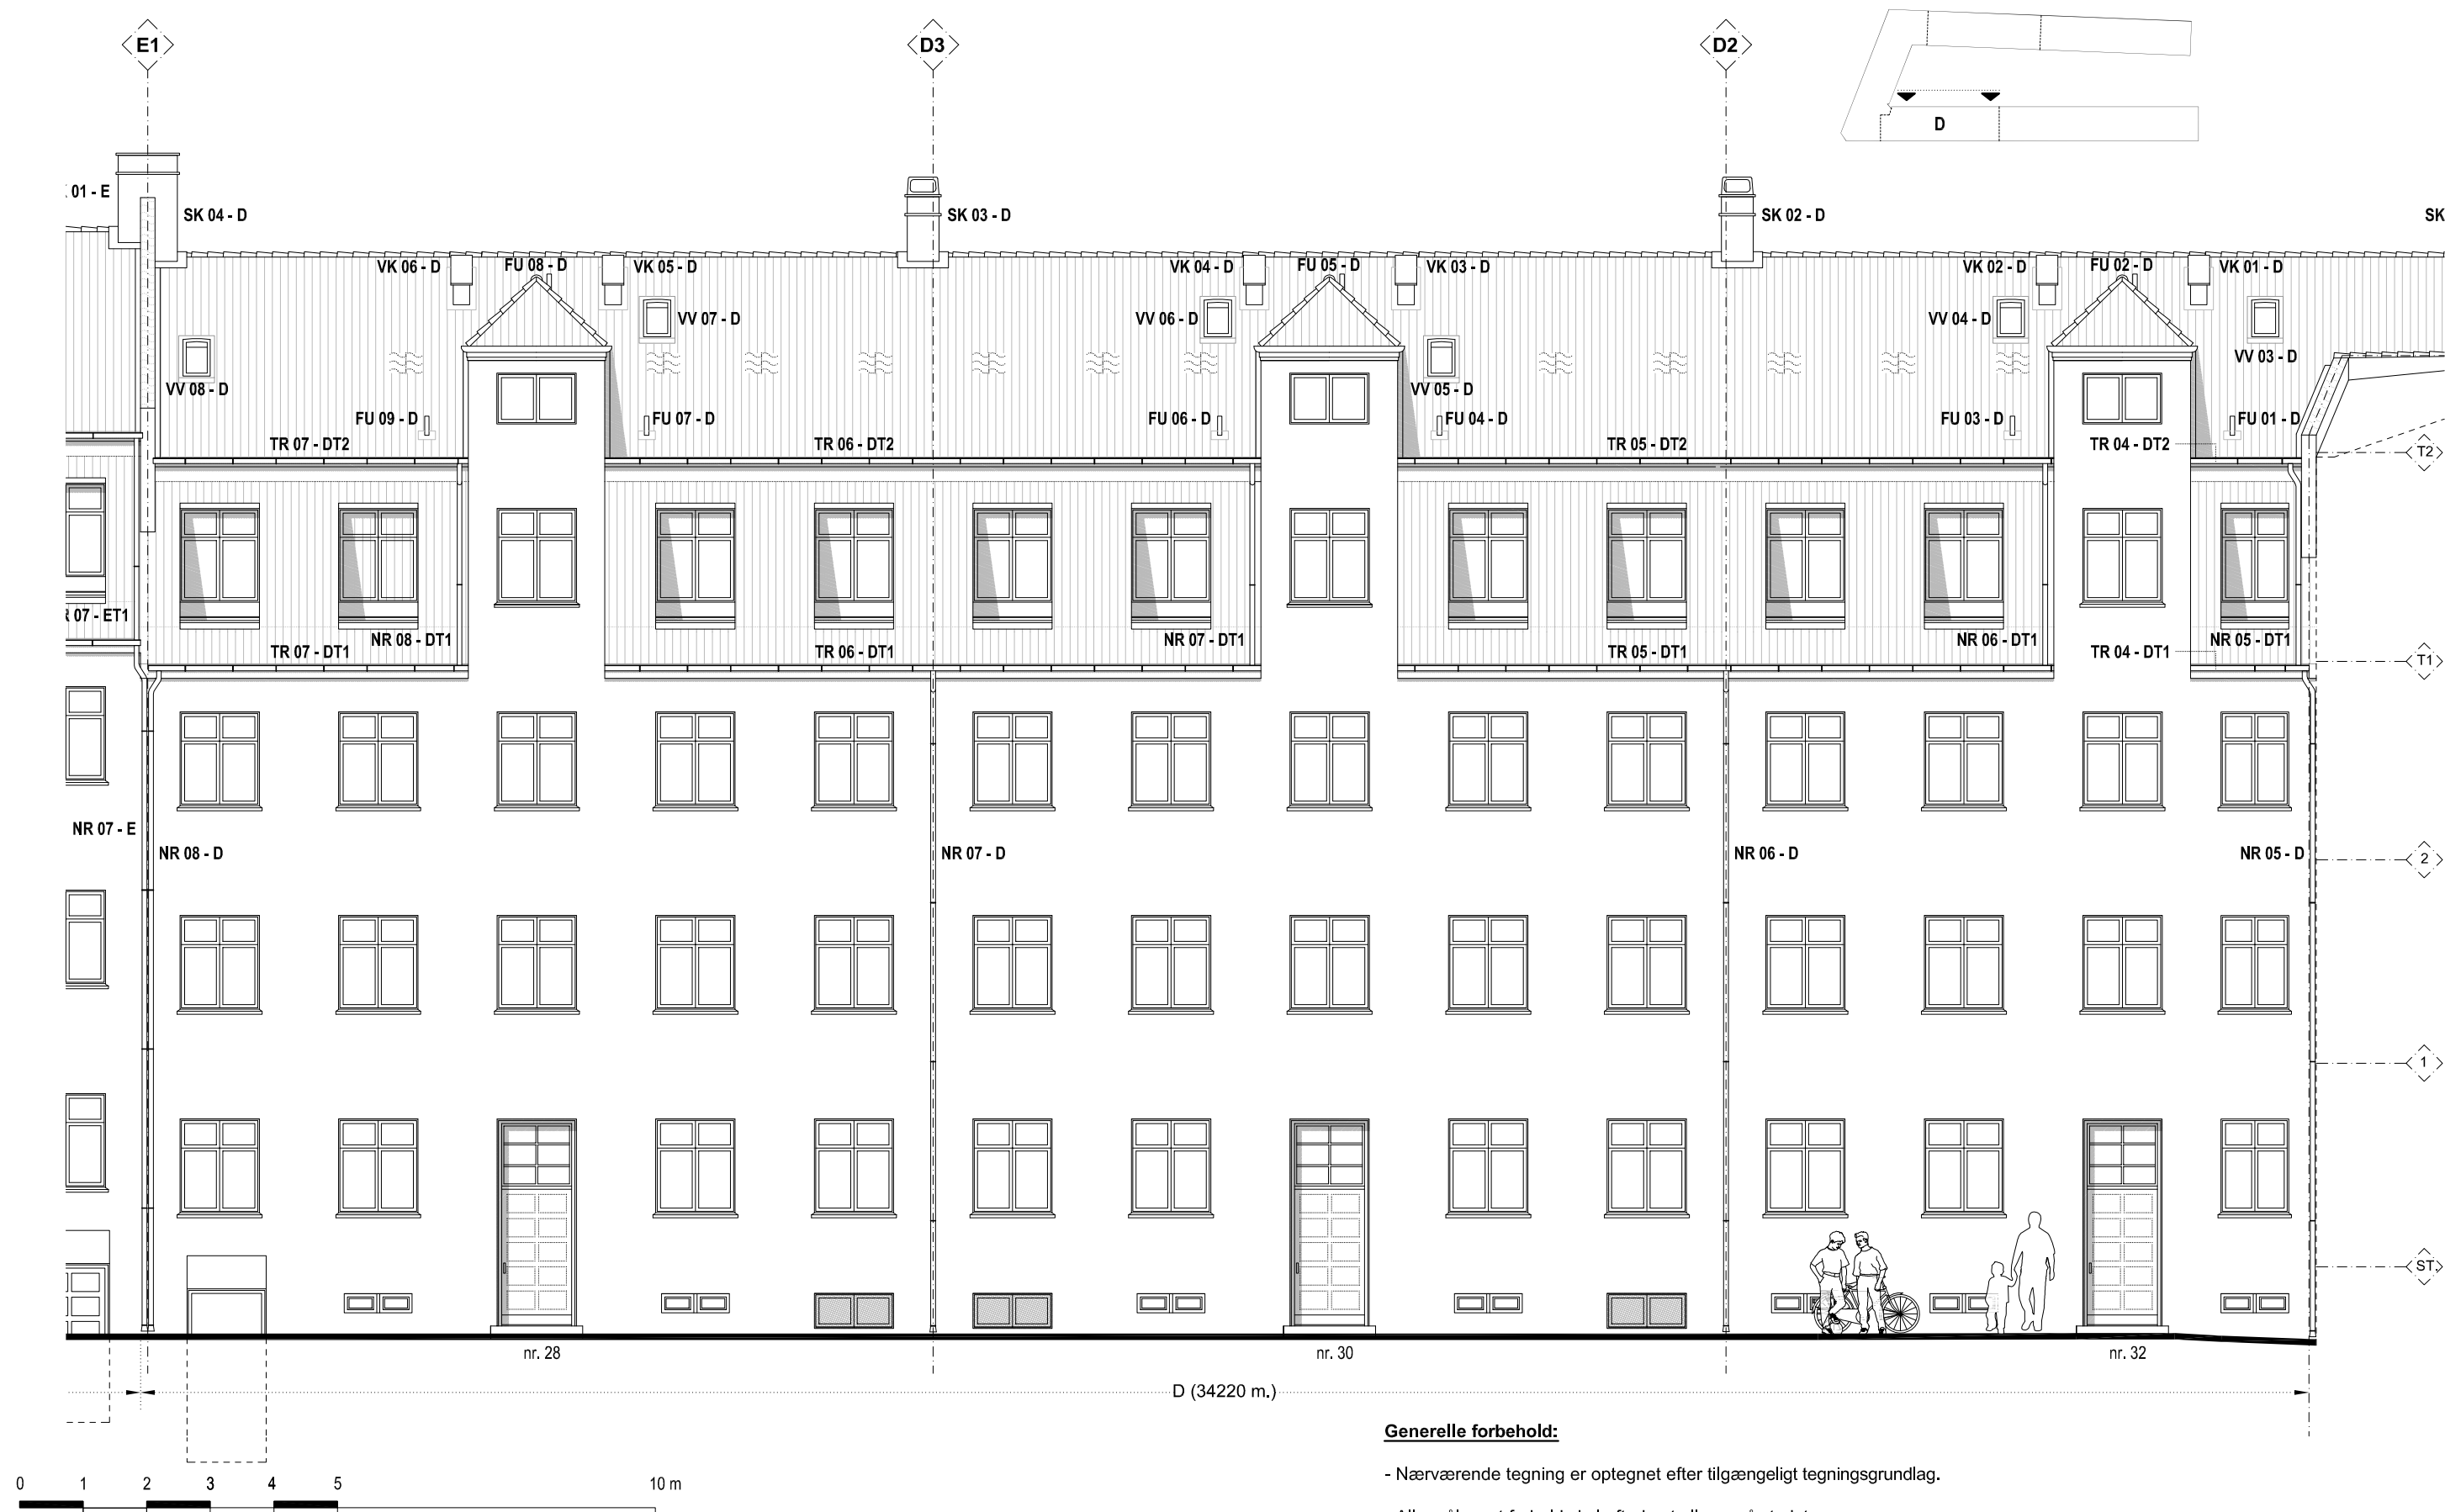 E1
D3
D2
D
01 - E
SK 04 - D
SK 03 - D
SK 02 - D
SK
VK 06 - D
FU 08 - D
VK 05 - D
VK 04 - D
FU 05 - D
VK 03 - D
VK 02 - D
FU 02 - D
VK 01 - D
VV 07 - D
VV 06 - D
VV 04 - D
VV 03 - D
VV 08 - D
VV 05 - D
FU 09 - D
FU 07 - D
FU 06 - D
FU 04 - D
FU 03 - D
FU 01 - D
TR 07 - DT2
TR 06 - DT2
TR 05 - DT2
TR 04 - DT2
T2
07 - ET1
NR 08 - DT1
NR 07 - DT1
NR 06 - DT1
NR 05 - DT1
TR 07 - DT1
TR 06 - DT1
TR 05 - DT1
TR 04 - DT1
T1
NR 07 - E
NR 08 - D
NR 07 - D
NR 06 - D
NR 05 - D
2
1
ST.
nr. 28
nr. 30
nr. 32
D (34220 m.)
Generelle forbehold:
- Nærværende tegning er optegnet efter tilgængeligt tegningsgrundlag.
0 1 2 3 4 5 10 m